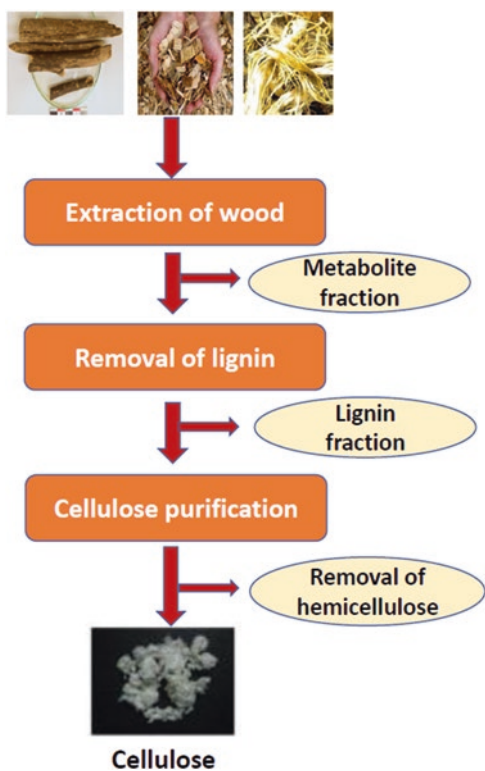 Extraction of wood
Metabolite
fraction
Removal of lignin
Lignin
fraction
Cellulose purification
Removal of
hemicellulose
Cellulose